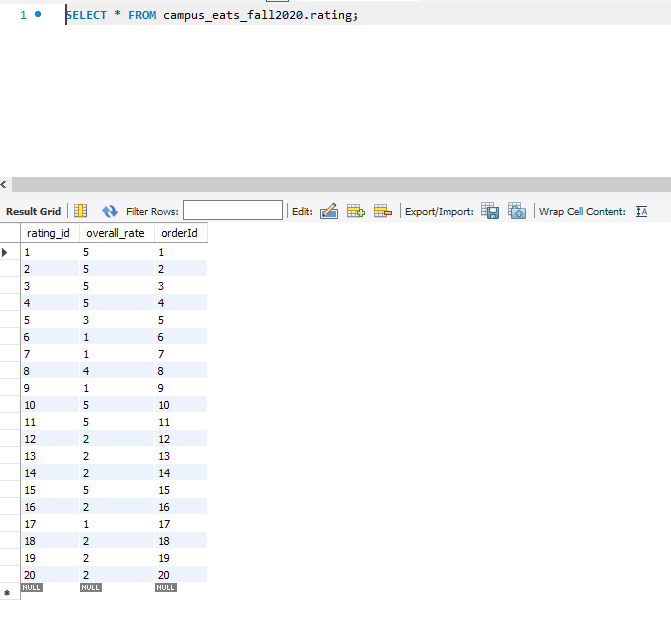 1 SELECT * FROM campus_eats_fall2020.rating;
Result Grid Filter Rows: Edit: Export/Import: Wrap Cell Content:
rating_id overall_rate orderId
1 5 1
2 5 2
3 5 3
4 5 4
5 3 5
6 1 6
7 1 7
8 4 8
9 1 9
10 5 10
11 5 11
12 2 12
13 2 13
14 2 14
15 5 15
16 2 16
17 1 17
18 2 18
19 2 19
20 2 20
NULL NULL NULL